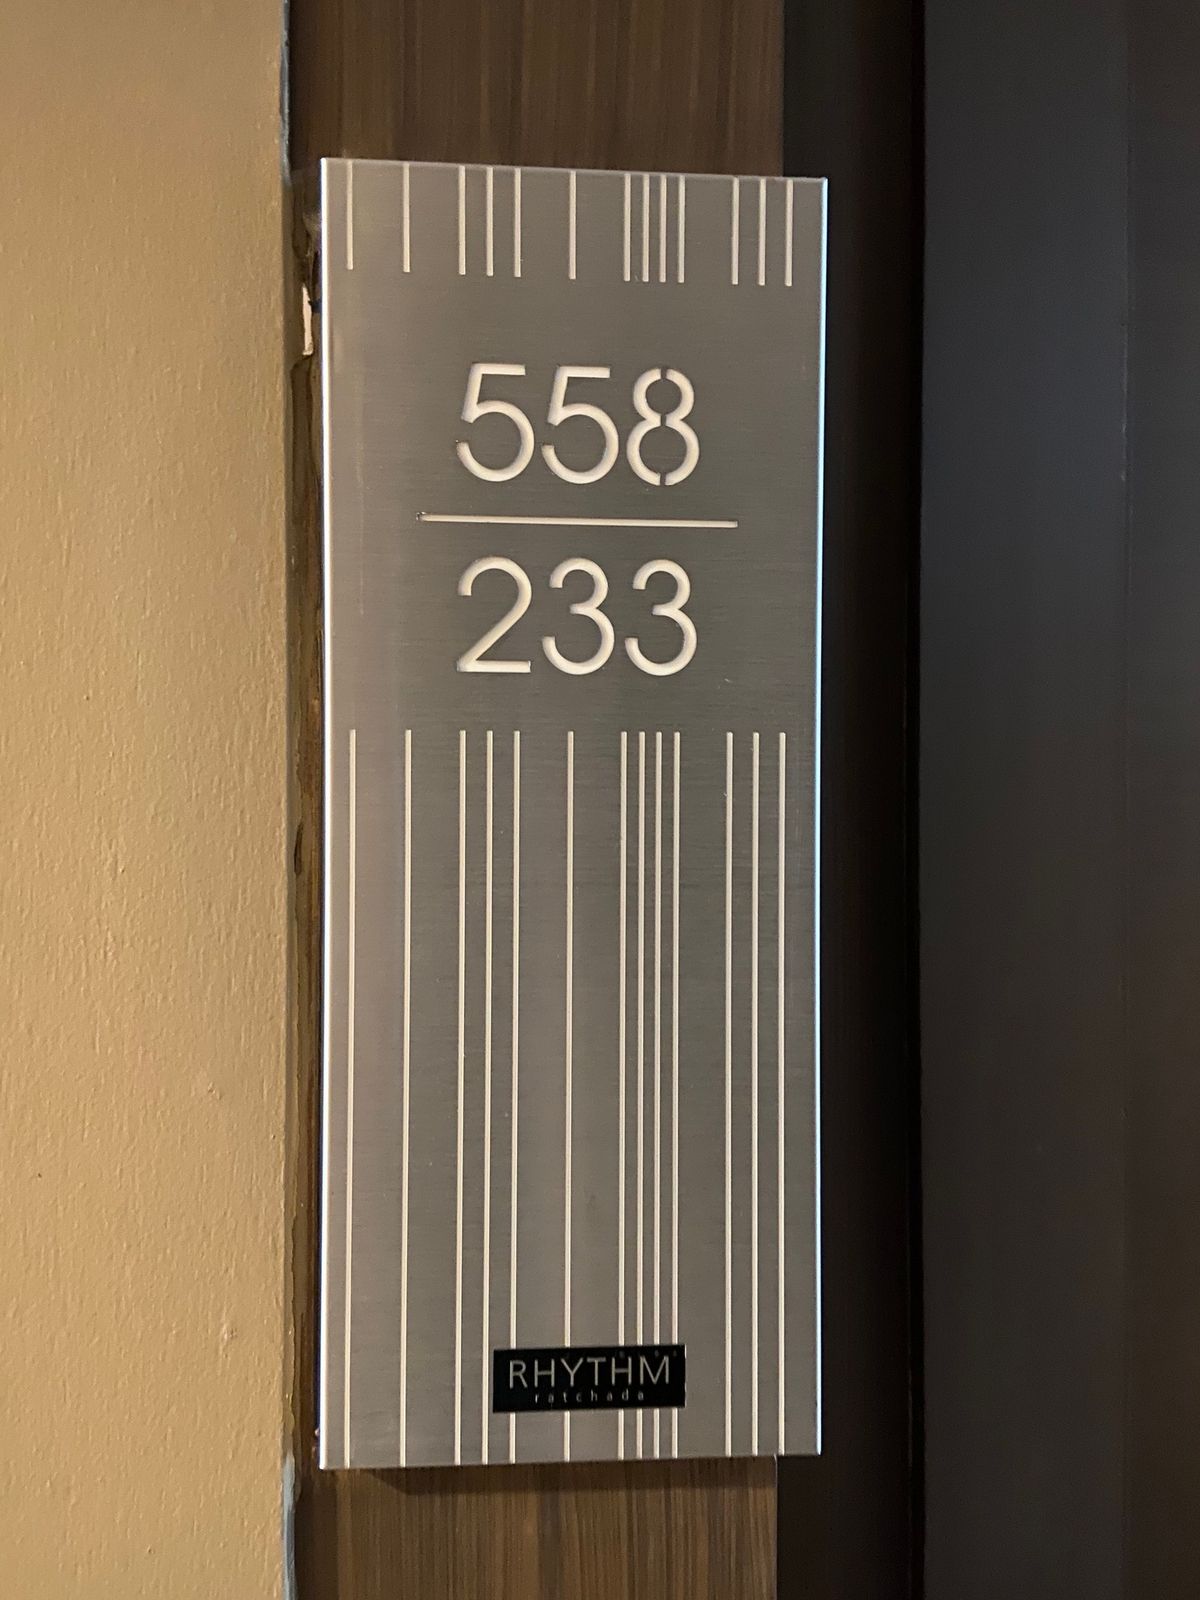 558
233
RHYTHM
ratchada